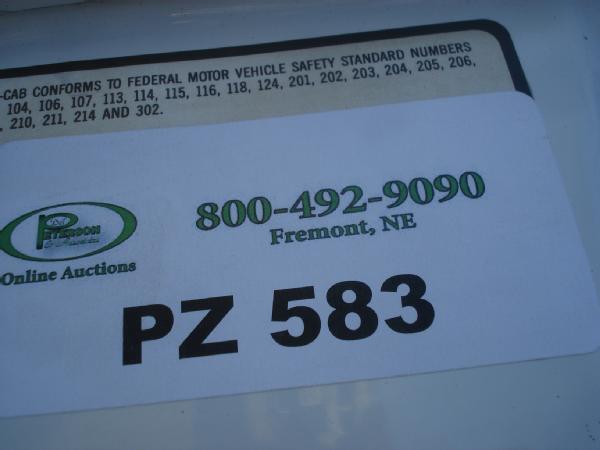 -CAB CONFORMS TO FEDERAL MOTOR VEHICLE SAFETY STANDARD NUMBERS
104, 106, 107, 113, 114, 115, 116, 118, 124, 201, 202, 203, 204, 205, 206,
, 210, 211, 214 AND 302.
PETERSON
Online Auctions
800-492-9090
Fremont, NE
PZ 583